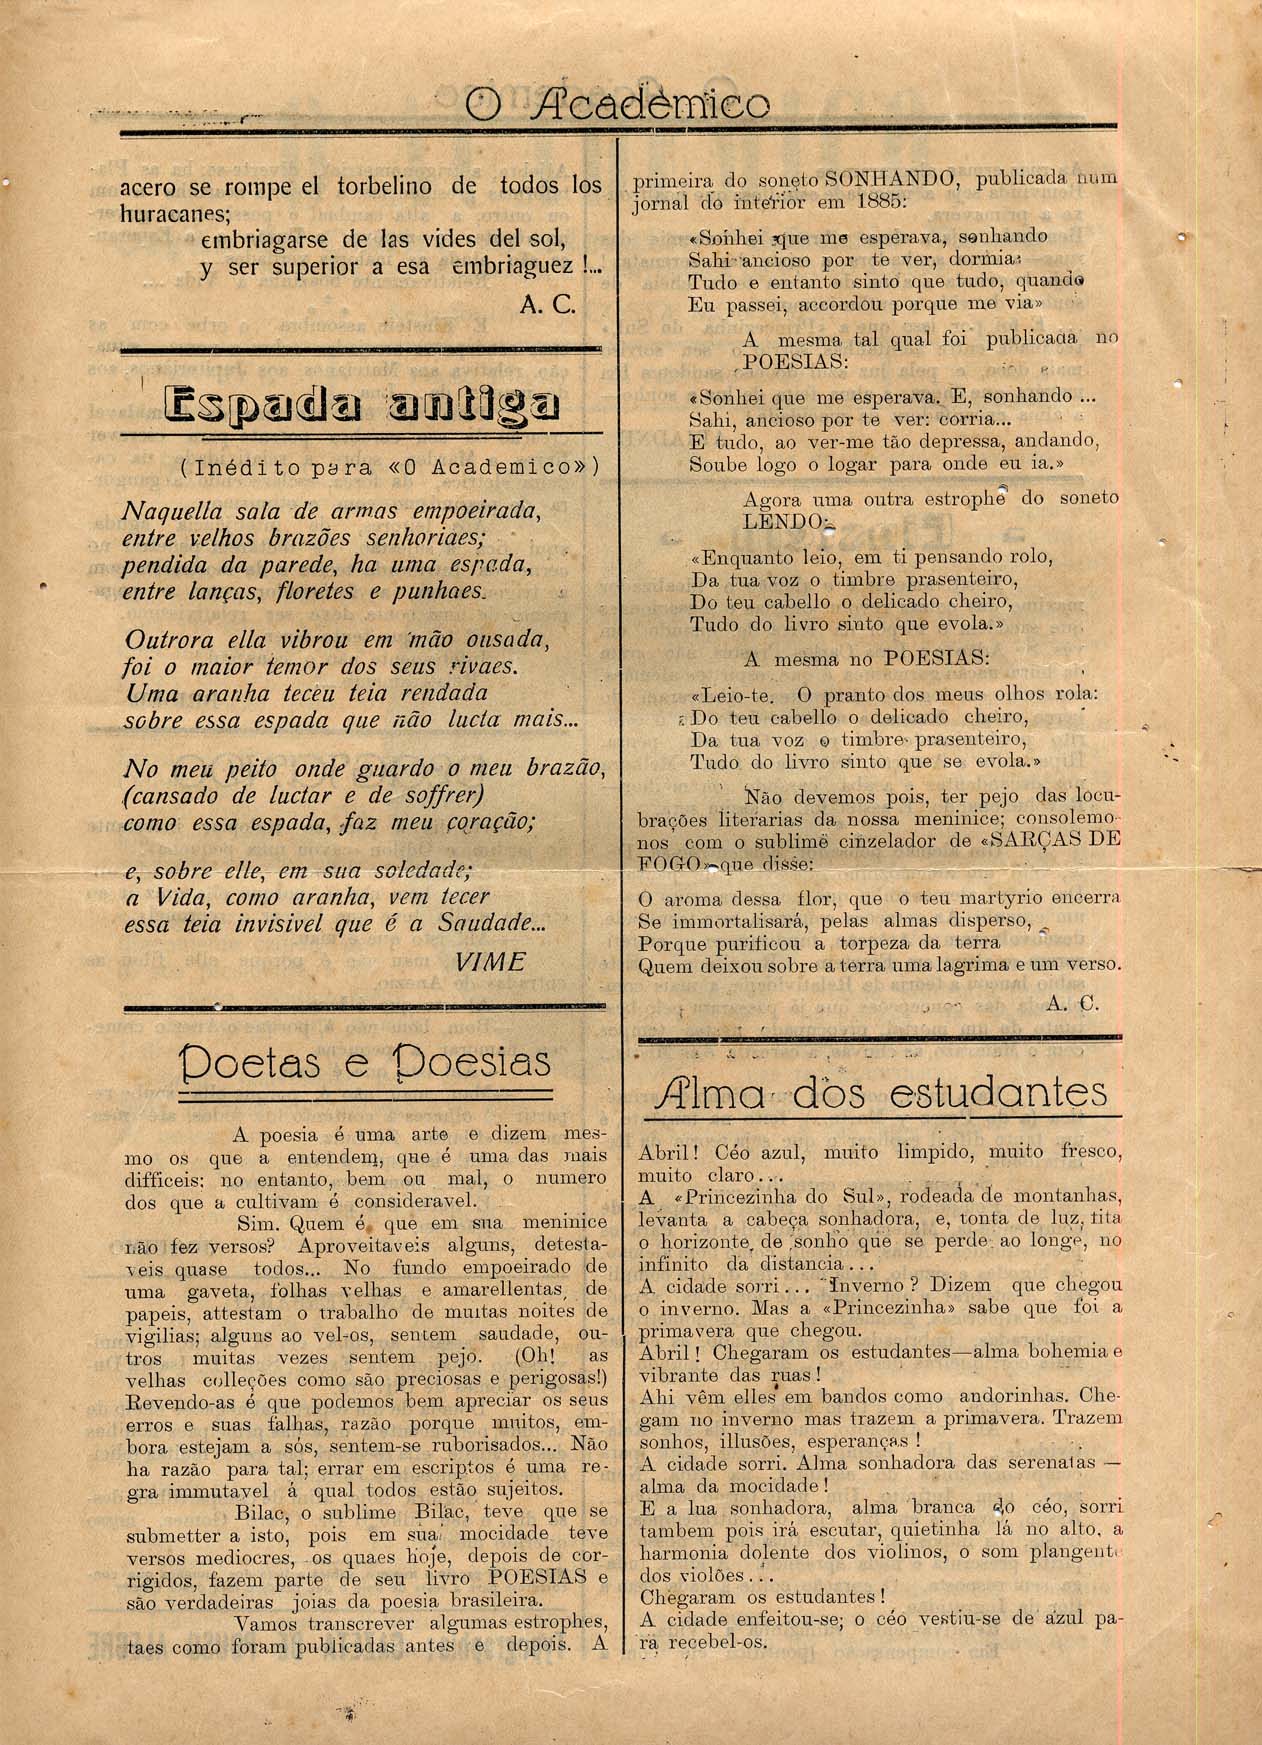 O Acadêmico
acero se rompe el torbelino de todos los
huracanes;
embriagarse de las vides del sol,
y ser superior a esa embriaguez !...
A. C.
Espada antiga
(Inédito para «O Academico»)
Naquella sala de armas empoeirada,
entre velhos brazões senhoriaes;
pendida da parede, ha uma espada,
entre lanças, floretes e punhaes.
Outrora ella vibrou em mão ousada,
foi o maior temor dos seus rivaes.
Uma aranha teceu teia rendada
sobre essa espada que não lucta mais...
No meu peito onde guardo o meu brazão,
(cansado de luctar e de soffrer)
como essa espada, faz meu coração;
e, sobre elle, em sua soledade;
a Vida, como aranha, vem tecer
essa teia invisivel que é a Saudade...
VIME
Poetas e Poesias
A poesia é uma arte e dizem mes-
mo os que a entendem, que é uma das mais
difficeis; no entanto, bem ou mal, o numero
dos que a cultivam é consideravel.
Sim. Quem é que em sua meninice
não fez versos? Aproveitaveis alguns, detesta-
veis quase todos... No fundo empoeirado de
uma gaveta, folhas velhas e amarellentas de
papeis, attestam o trabalho de muitas noites de
vigilias; alguns ao vel-os, sentem saudade, ou-
tros muitas vezes sentem pejo. (Oh! as
velhas colleções como são preciosas e perigosas!)
Revendo-as é que podemos bem apreciar os seus
erros e suas falhas, razão porque muitos, em-
bora estejam a sós, sentem-se ruborisados... Não
ha razão para tal; errar em escriptos é uma re-
gra immutavel á qual todos estão sujeitos.
Bilac, o sublime Bilac, teve que se
submetter a isto, pois em sua mocidade teve
versos mediocres, os quaes hoje, depois de cor-
rigidos, fazem parte de seu livro POESIAS e
são verdadeiras joias da poesia brasileira.
Vamos transcrever algumas estrophes,
taes como foram publicadas antes e depois. A
primeira do soneto SONHANDO, publicada num
jornal do interior em 1885:
«Sonhei que me esperava, senhando
Sahi ancioso por te ver, dormia:
Tudo e entanto sinto que tudo, quando
Eu passei, accordou porque me via»
A mesma tal qual foi publicada no
POESIAS:
«Sonhei que me esperava. E, sonhando ...
Sahi, ancioso por te ver: corria...
E tudo, ao ver-me tão depressa, andando,
Soube logo o logar para onde eu ia.»
Agora uma outra estrophe do soneto
LENDO:
«Enquanto leio, em ti pensando rolo,
Da tua voz o timbre prasenteiro,
Do teu cabello o delicado cheiro,
Tudo do livro sinto que evola.»
A mesma no POESIAS:
«Leio-te. O pranto dos meus olhos rola:
Do teu cabello o delicado cheiro,
Da tua voz o timbre prasenteiro,
Tudo do livro sinto que se evola.»
Não devemos pois, ter pejo das locu-
brações literarias da nossa meninice; consolemo-
nos com o sublime cinzelador de «SARÇAS DE
FOGO» que disse:
O aroma dessa flor, que o teu martyrio encerra
Se immortalisará, pelas almas disperso,
Porque purificou a torpeza da terra
Quem deixou sobre a terra uma lagrima e um verso.
A. C.
Alma dos estudantes
Abril! Céo azul, muito limpido, muito fresco,
muito claro...
A «Princezinha do Sul», rodeada de montanhas,
levanta a cabeça sonhadora, e, tonta de luz, fita
o horizonte de sonho que se perde ao longe, no
infinito da distancia...
A cidade sorri... Inverno ? Dizem que chegou
o inverno. Mas a «Princezinha» sabe que foi a
primavera que chegou.
Abril! Chegaram os estudantes—alma bohemia e
vibrante das ruas!
Ahi vêm elles em bandos como andorinhas. Che-
gam no inverno mas trazem a primavera. Trazem
sonhos, illusões, esperanças !
A cidade sorri. Alma sonhadora das serenatas —
alma da mocidade!
E a lua sonhadora, alma branca do céo, sorri
tambem pois irá escutar, quietinha lá no alto, a
harmonia dolente dos violinos, o som plangente
dos violões...
Chegaram os estudantes!
A cidade enfeitou-se; o céo vestiu-se de azul pa-
ra recebel-os.